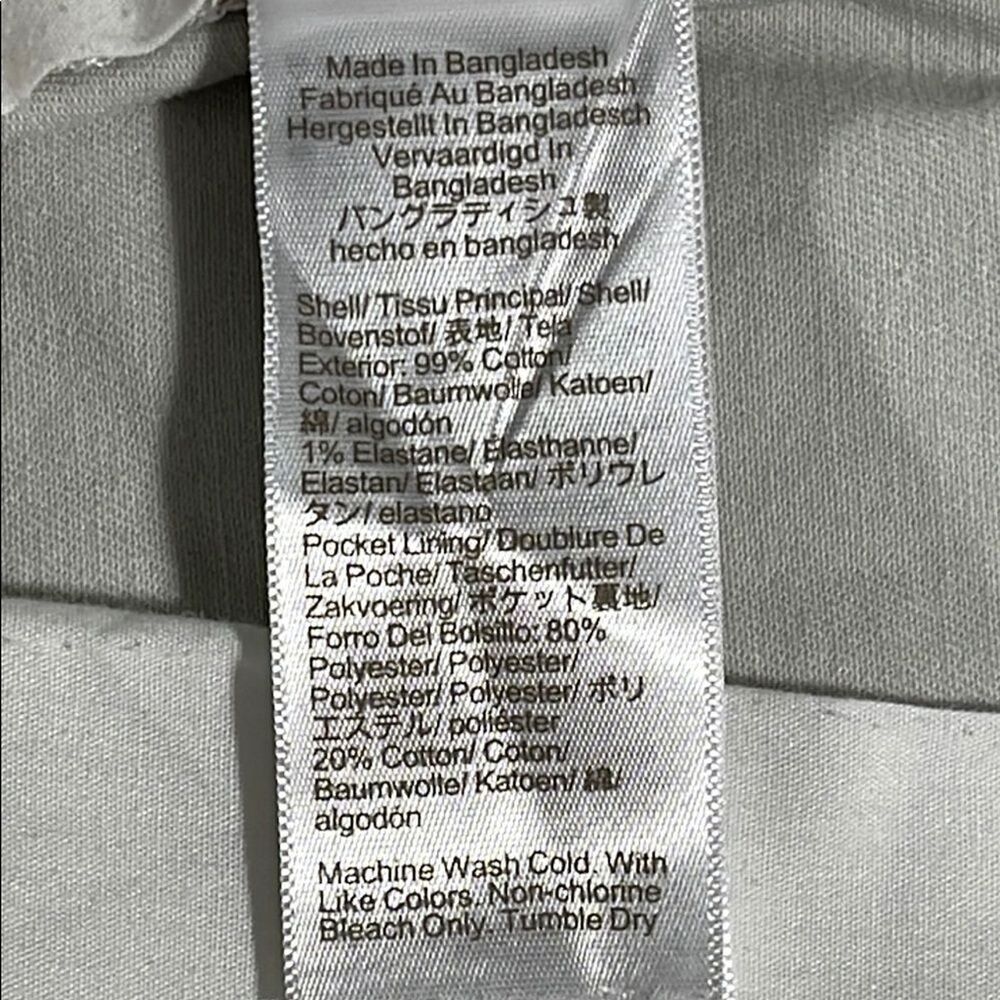 Made In Bangladesh
Fabriqué Au Bangladesh
Hergestellt In Bangladesch
Vervaardigd In
Bangladesh
バングラディシュ製
hecho en bangladesh
Shell/ Tissu Principal/ Shell/
Bovenstof/ 表地/ Tela
Exterior: 99% Cotton/
Coton/ Baumwolle/ Katoen/
綿/ algodón
1% Elastane/ Élasthanne/
Elastan/ Elastaan/ ポリウレ
タン/ elastano
Pocket Lining/ Doublure De
La Poche/ Taschenfutter/
Zakvoering/ ポケット裏地/
Forro Del Bolsillo: 80%
Polyester/ Polyester/
Polyester/ Polyester/ ポリ
エステル/ poliéster
20% Cotton/ Coton/
Baumwolle/ Katoen/ 綿/
algodón
Machine Wash Cold. With
Like Colors. Non-chlorine
Bleach Only. Tumble Dry